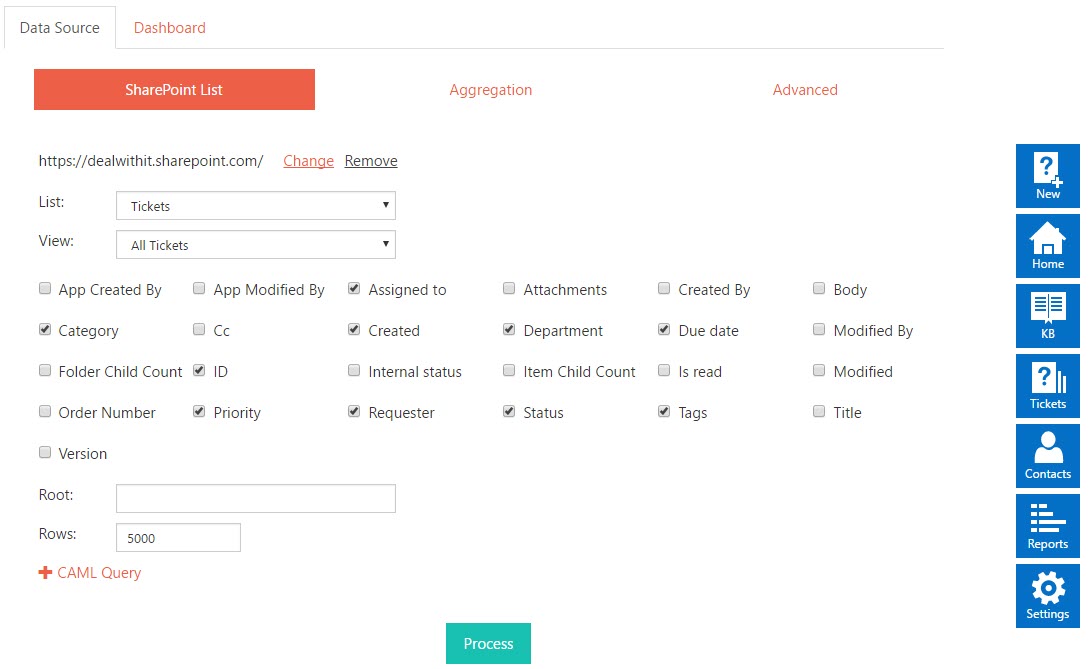 Data Source Dashboard
SharePoint List Aggregation Advanced
https://dealwithit.sharepoint.com/ Change Remove
List: Tickets
View: All Tickets
App Created By App Modified By Assigned to Attachments Created By Body
Category Cc Created Department Due date Modified By
Folder Child Count ID Internal status Item Child Count Is read Modified
Order Number Priority Requester Status Tags Title
Version
Root:
Rows: 5000
CAML Query
Process
New
Home
KB
Tickets
Contacts
Reports
Settings